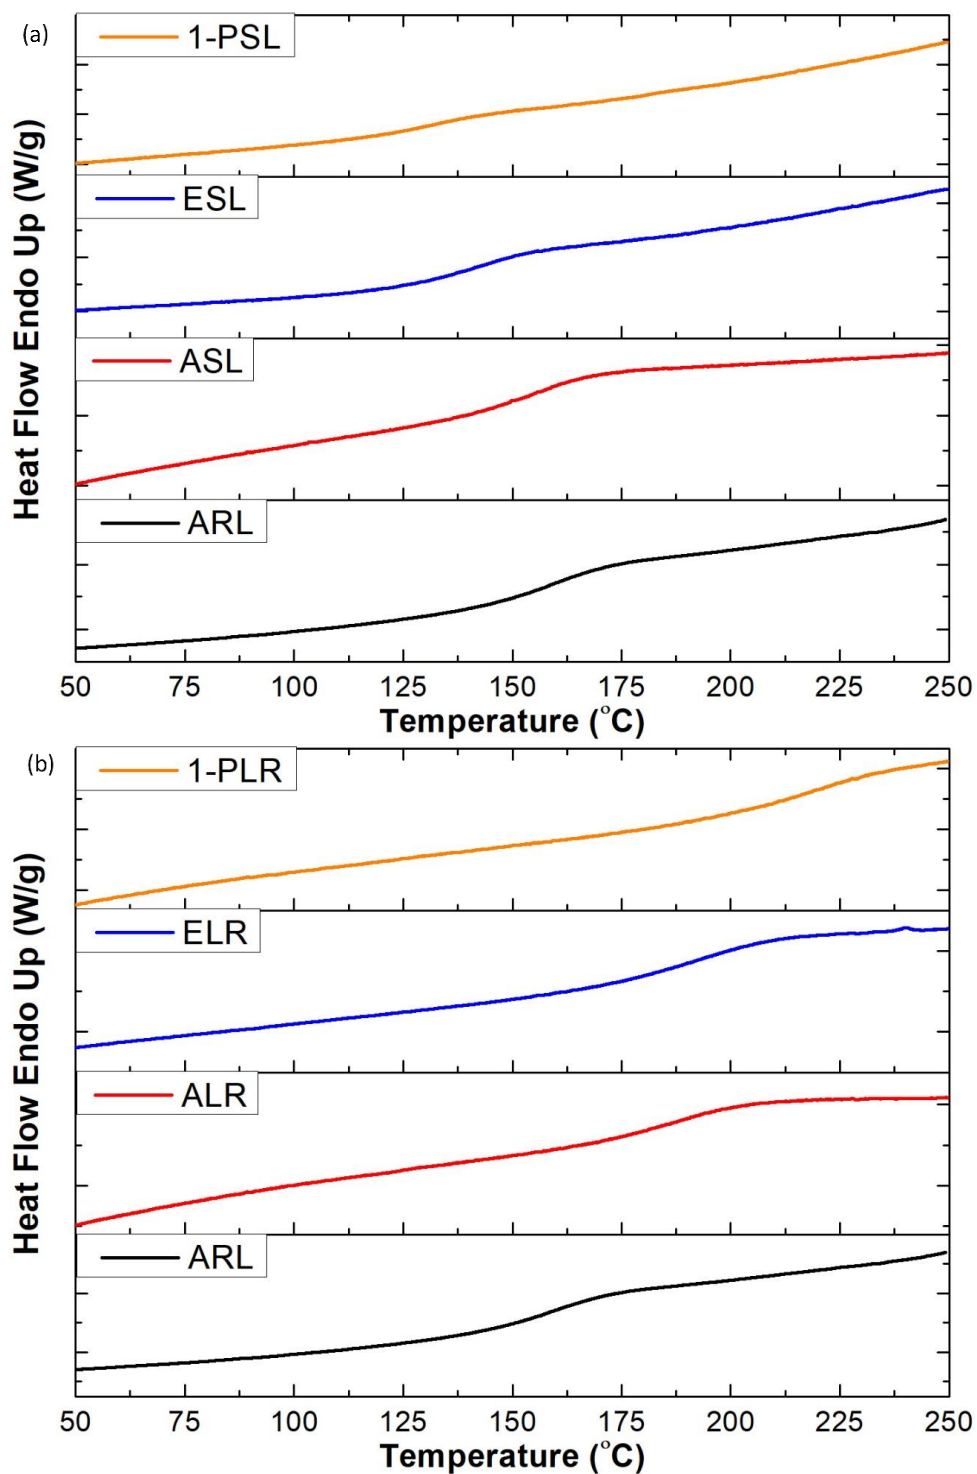 (a)
1-PSL
ESL
ASL
ARL
Heat Flow Endo Up (W/g)
50 75 100 125 150 175 200 225 250
Temperature (°C)
(b)
1-PLR
ELR
ALR
ARL
Heat Flow Endo Up (W/g)
50 75 100 125 150 175 200 225 250
Temperature (°C)